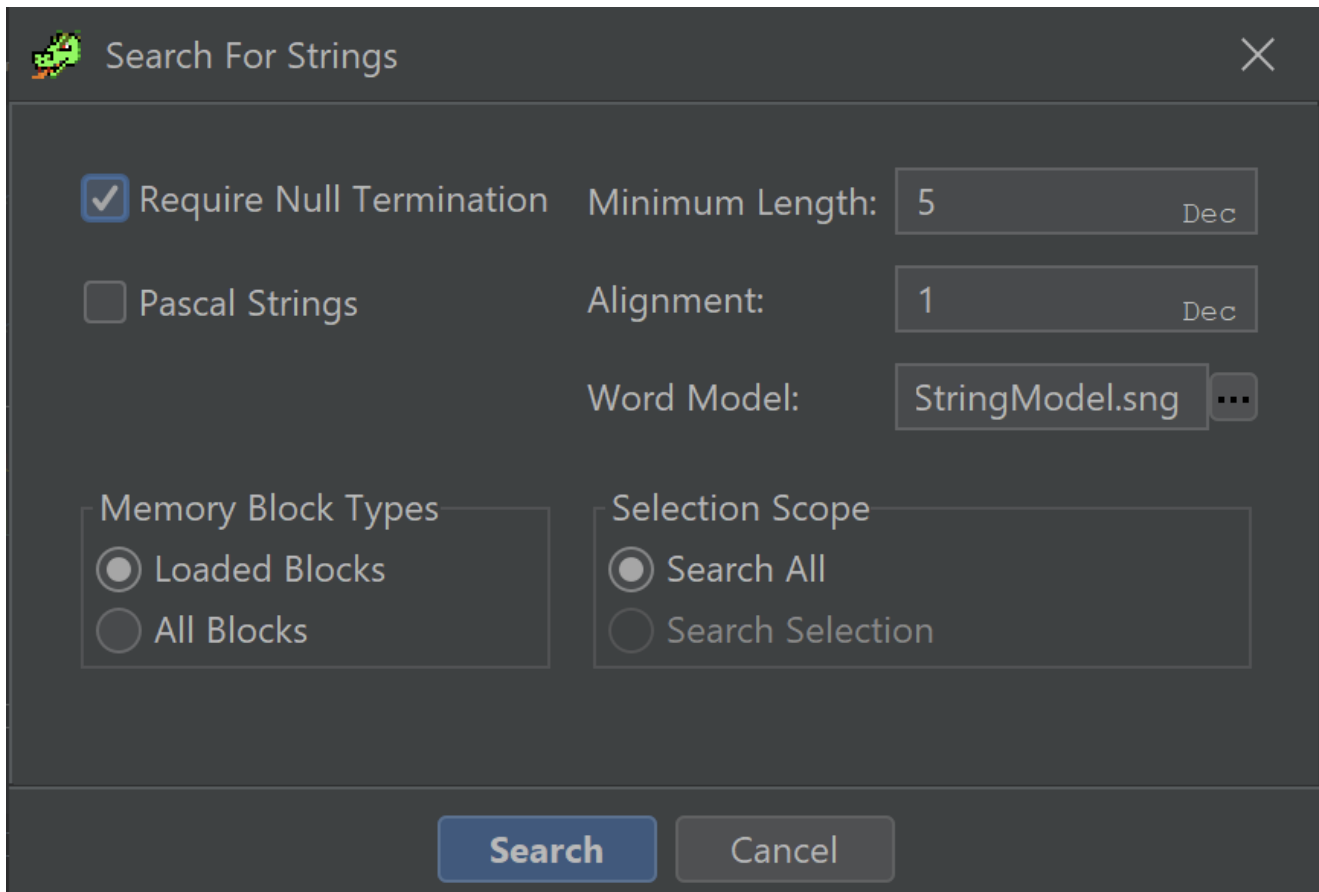 Search For Strings
Require Null Termination
Minimum Length:
5
Dec
Pascal Strings
Alignment:
1
Dec
Word Model:
StringModel.sng
...
Memory Block Types
Selection Scope
Loaded Blocks
Search All
All Blocks
Search Selection
Search
Cancel